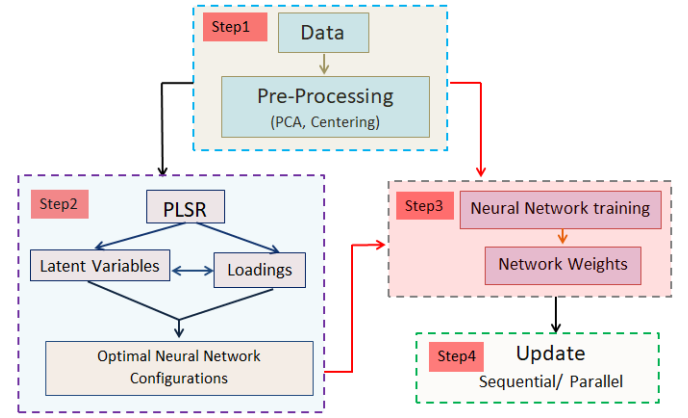 Step1
Data
Pre-Processing
(PCA, Centering)
Step2
PLSR
Latent Variables
Loadings
Optimal Neural Network
Configurations
Step3
Neural Network training
Network Weights
Step4
Update
Sequential/ Parallel